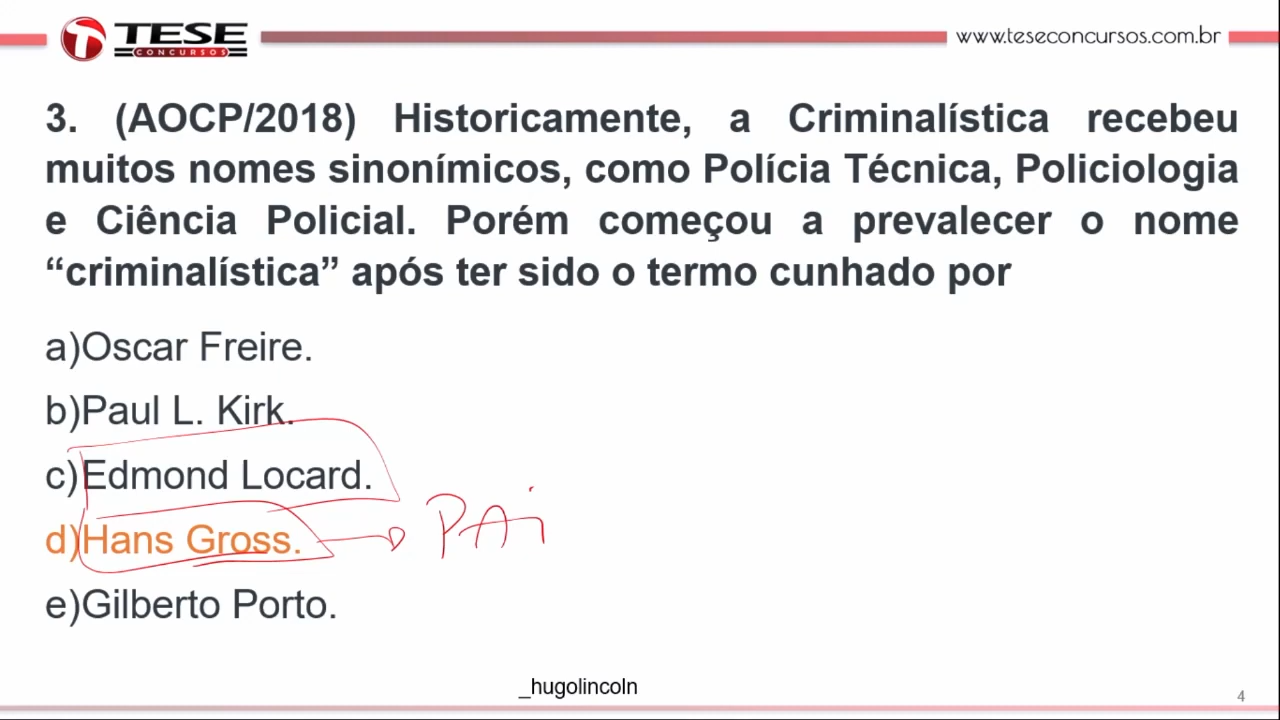 TESE
CONCURSOS
www.teseconcursos.com.br
3. (AOCP/2018) Historicamente, a Criminalística recebeu
muitos nomes sinonímicos, como Polícia Técnica, Policiologia
e Ciência Policial. Porém começou a prevalecer o nome
“criminalística” após ter sido o termo cunhado por
a)Oscar Freire.
b)Paul L. Kirk.
c)Edmond Locard.
d)Hans Gross.
PAi
e)Gilberto Porto.
_hugolincoln
4